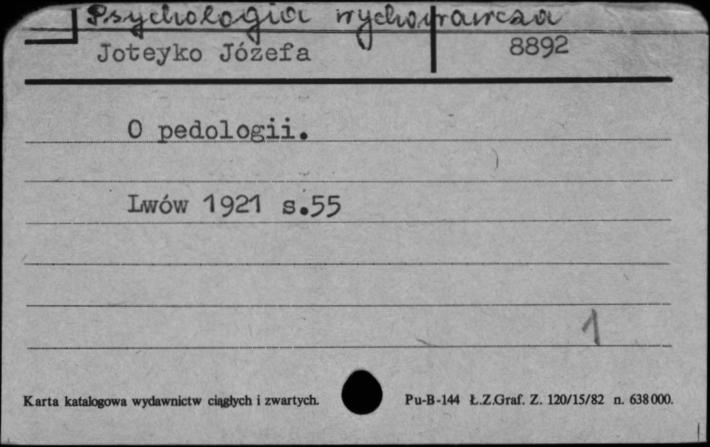 Psychologia wychowawcza
Joteyko Józefa 8892
O pedologii.
Lwów 1921 s.55
1
Karta katalogowa wydawnictw ciągłych i zwartych. Pu-B-144 Ł.Z.Graf. Z. 120/15/82 n. 638000.